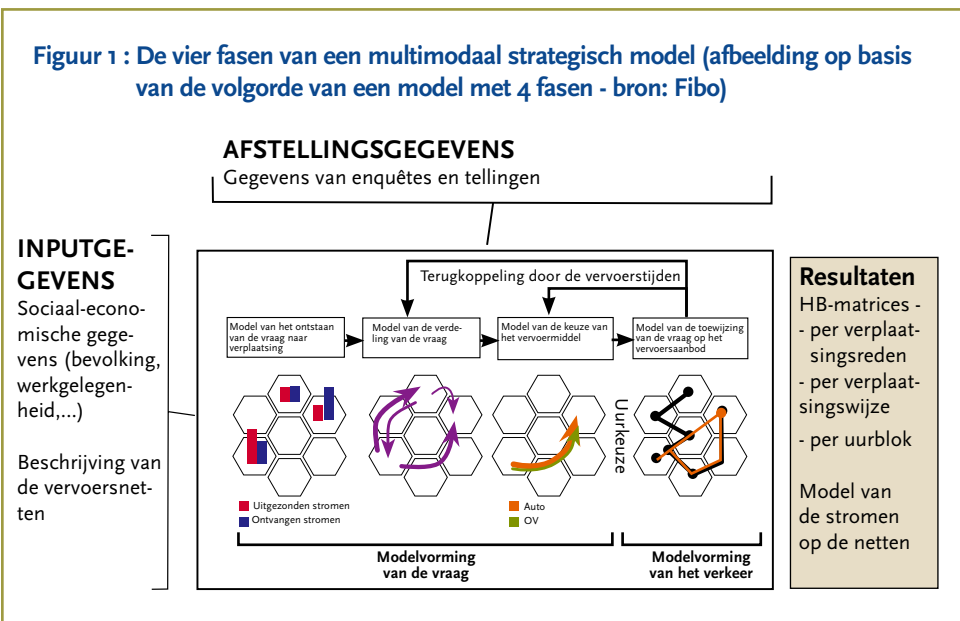 Figuur 1 : De vier fasen van een multimodaal strategisch model (afbeelding op basis
van de volgorde van een model met 4 fasen - bron: Fibo)
AFSTELLINGSGEGEVENS
Gegevens van enquêtes en tellingen
INPUTGE-
GEVENS
Sociaal-econo-
mische gege-
vens (bevolking,
werkgelegen-
heid,...)
Beschrijving van
de vervoersnet-
ten
Terugkoppeling door de vervoerstijden
Model van het ontstaan
van de vraag naar
verplaatsing
Model van de verde-
ling van de vraag
Model van de keuze van
het vervoermiddel
Model van de toewijzing
van de vraag op het
vervoersaanbod
Uurkeuze
Uitgezonden stromen
Ontvangen stromen
Auto
OV
Modelvorming
van de vraag
Modelvorming
van het verkeer
Resultaten
HB-matrices -
- per verplaat-
singsreden
- per verplaat-
singswijze
- per uurblok
Model van
de stromen
op de netten